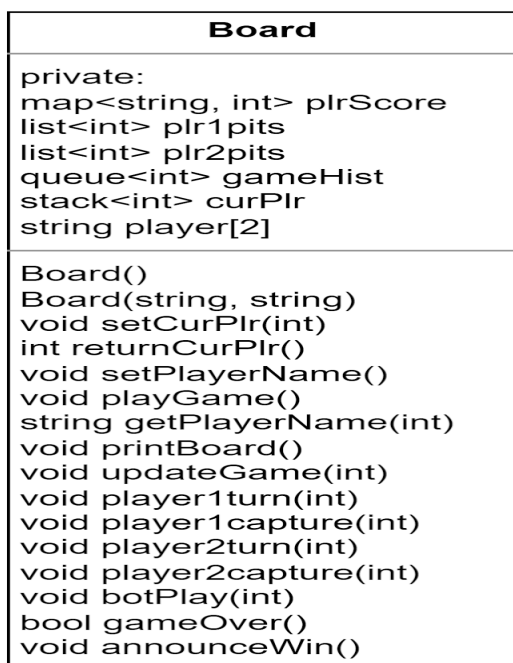 Board
private:
map<string, int> plrScore
list<int> plr1pits
list<int> plr2pits
queue<int> gameHist
stack<int> curPlr
string player[2]
Board()
Board(string, string)
void setCurPlr(int)
int returnCurPlr()
void setPlayerName()
void playGame()
string getPlayerName(int)
void printBoard()
void updateGame(int)
void player1turn(int)
void player1capture(int)
void player2turn(int)
void player2capture(int)
void botPlay(int)
bool gameOver()
void announceWin()